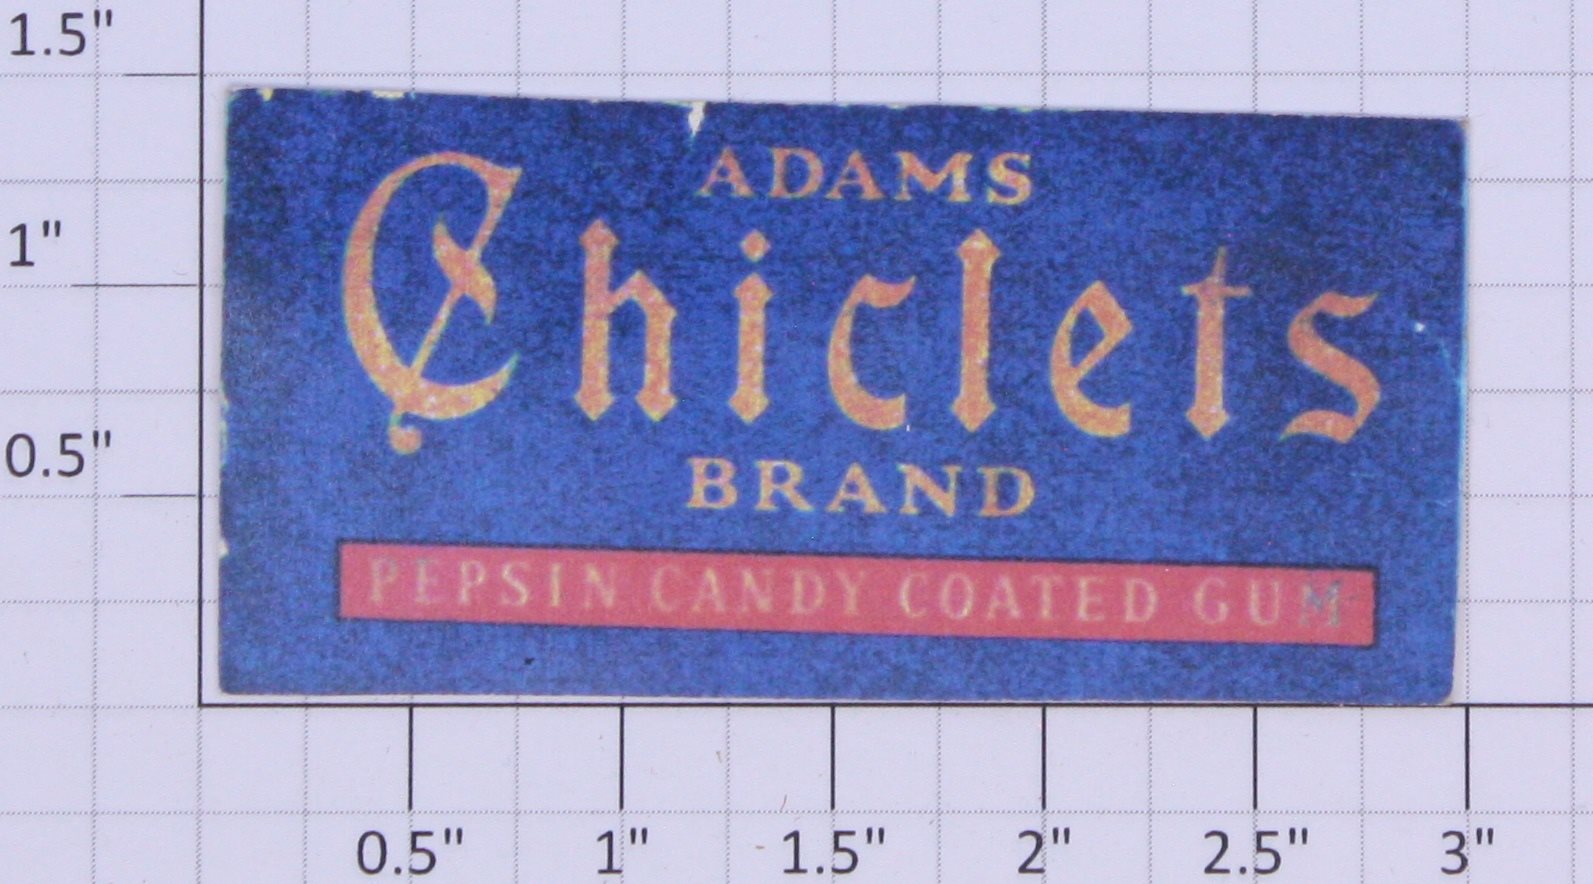 1.5"
ADAMS
1"
Chiclets
0.5"
BRAND
PEPSIN CANDY COATED GUM
0.5" 1" 1.5" 2" 2.5" 3"